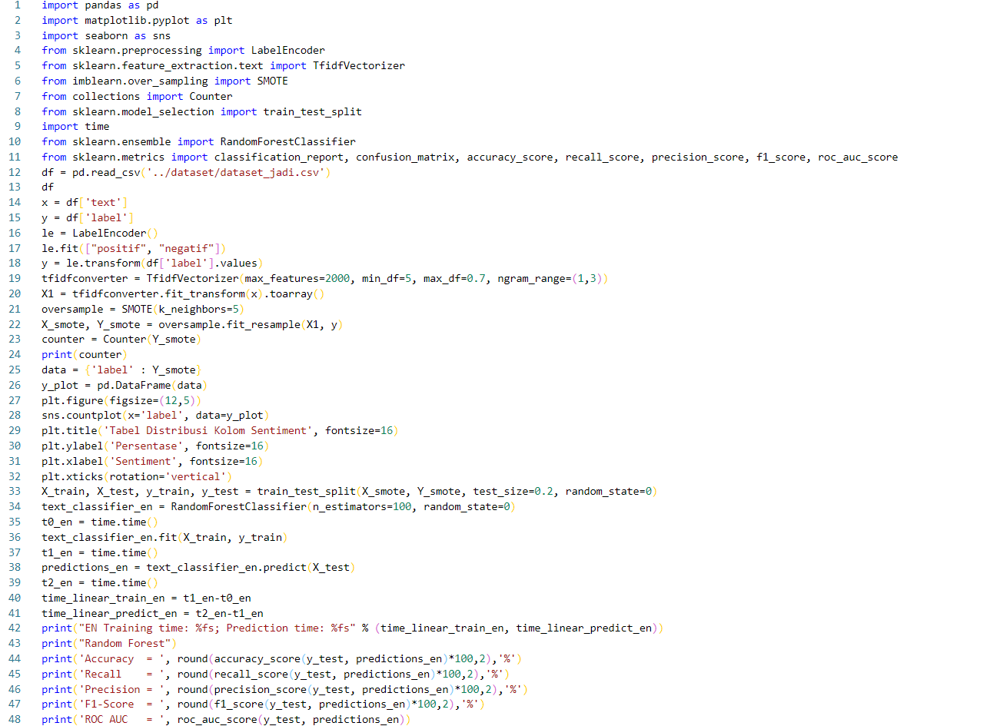 1 import pandas as pd
2 import matplotlib.pyplot as plt
3 import seaborn as sns
4 from sklearn.preprocessing import LabelEncoder
5 from sklearn.feature_extraction.text import TfidfVectorizer
6 from imblearn.over_sampling import SMOTE
7 from collections import Counter
8 from sklearn.model_selection import train_test_split
9 import time
10 from sklearn.ensemble import RandomForestClassifier
11 from sklearn.metrics import classification_report, confusion_matrix, accuracy_score, recall_score, precision_score, f1_score, roc_auc_score
12 df = pd.read_csv('../dataset/dataset_jadi.csv')
13 df
14 x = df['text']
15 y = df['label']
16 le = LabelEncoder()
17 le.fit(["positif", "negatif"])
18 y = le.transform(df['label'].values)
19 tfidfconverter = TfidfVectorizer(max_features=2000, min_df=5, max_df=0.7, ngram_range=(1,3))
20 X1 = tfidfconverter.fit_transform(x).toarray()
21 oversample = SMOTE(k_neighbors=5)
22 X_smote, Y_smote = oversample.fit_resample(X1, y)
23 counter = Counter(Y_smote)
24 print(counter)
25 data = {'label' : Y_smote}
26 y_plot = pd.DataFrame(data)
27 plt.figure(figsize=(12,5))
28 sns.countplot(x='label', data=y_plot)
29 plt.title('Tabel Distribusi Kolom Sentiment', fontsize=16)
30 plt.ylabel('Persentase', fontsize=16)
31 plt.xlabel('Sentiment', fontsize=16)
32 plt.xticks(rotation='vertical')
33 X_train, X_test, y_train, y_test = train_test_split(X_smote, Y_smote, test_size=0.2, random_state=0)
34 text_classifier_en = RandomForestClassifier(n_estimators=100, random_state=0)
35 t0_en = time.time()
36 text_classifier_en.fit(X_train, y_train)
37 t1_en = time.time()
38 predictions_en = text_classifier_en.predict(X_test)
39 t2_en = time.time()
40 time_linear_train_en = t1_en-t0_en
41 time_linear_predict_en = t2_en-t1_en
42 print("EN Training time: %fs; Prediction time: %fs" % (time_linear_train_en, time_linear_predict_en))
43 print("Random Forest")
44 print('Accuracy  = ', round(accuracy_score(y_test, predictions_en)*100,2),'%')
45 print('Recall    = ', round(recall_score(y_test, predictions_en)*100,2),'%')
46 print('Precision = ', round(precision_score(y_test, predictions_en)*100,2),'%')
47 print('F1-Score  = ', round(f1_score(y_test, predictions_en)*100,2),'%')
48 print('ROC AUC   = ', roc_auc_score(y_test, predictions_en))